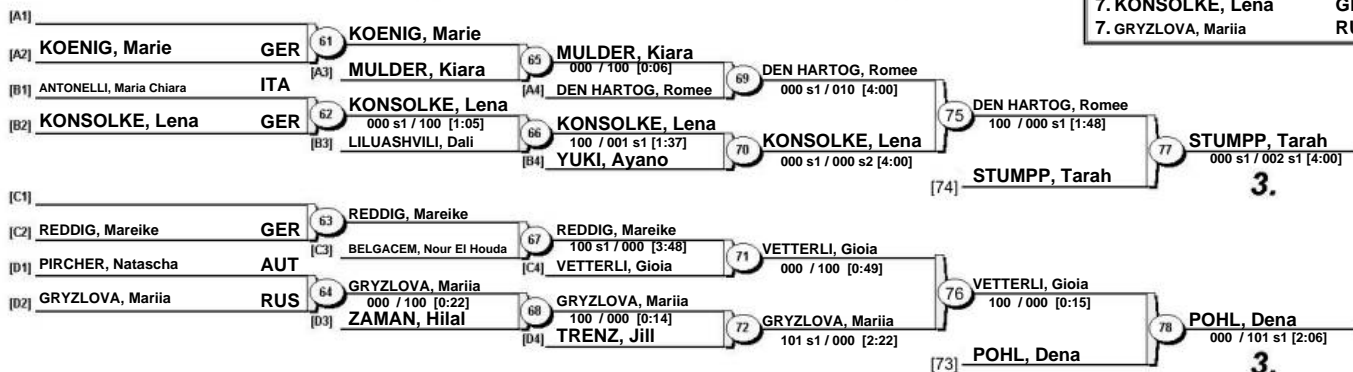 7. KONSOLKE, Lena
7. GRYZLOVA, Mariia
[A1]
[A2] KOENIG, Marie GER
61 KOENIG, Marie
[A3] MULDER, Kiara
65 MULDER, Kiara
000 / 100 [0:06]
[A4] DEN HARTOG, Romee
69 DEN HARTOG, Romee
000 s1 / 010 [4:00]
[B1] ANTONELLI, Maria Chiara ITA
[B2] KONSOLKE, Lena GER
62 KONSOLKE, Lena
000 s1 / 100 [1:05]
[B3] LILUASHVILI, Dali
66 KONSOLKE, Lena
100 / 001 s1 [1:37]
[B4] YUKI, Ayano
70 KONSOLKE, Lena
000 s1 / 000 s2 [4:00]
75 DEN HARTOG, Romee
100 / 000 s1 [1:48]
[74] STUMPP, Tarah
77 STUMPP, Tarah
000 s1 / 002 s1 [4:00]
3.
[C1]
[C2] REDDIG, Mareike GER
63 REDDIG, Mareike
[C3] BELGACEM, Nour El Houda
67 REDDIG, Mareike
100 s1 / 000 [3:48]
[C4] VETTERLI, Gioia
71 VETTERLI, Gioia
000 / 100 [0:49]
[D1] PIRCHER, Natascha AUT
[D2] GRYZLOVA, Mariia RUS
64 GRYZLOVA, Mariia
000 / 100 [0:22]
[D3] ZAMAN, Hilal
68 GRYZLOVA, Mariia
100 / 000 [0:14]
[D4] TRENZ, Jill
72 GRYZLOVA, Mariia
101 s1 / 000 [2:22]
76 VETTERLI, Gioia
100 / 000 [0:15]
[73] POHL, Dena
78 POHL, Dena
000 / 101 s1 [2:06]
3.